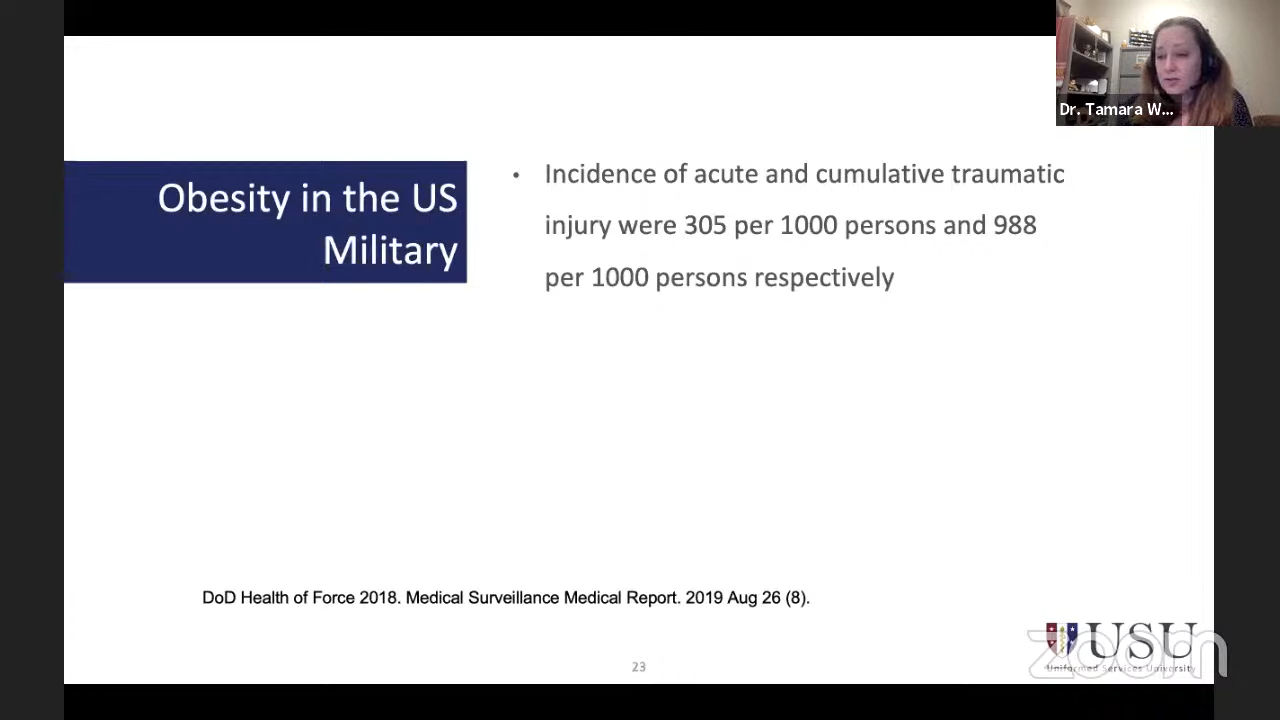 Dr. Tamara W...
Obesity in the US
Military
• Incidence of acute and cumulative traumatic
injury were 305 per 1000 persons and 988
per 1000 persons respectively
DoD Health of Force 2018. Medical Surveillance Medical Report. 2019 Aug 26 (8).
USU
Uniformed Services University
zoom
23